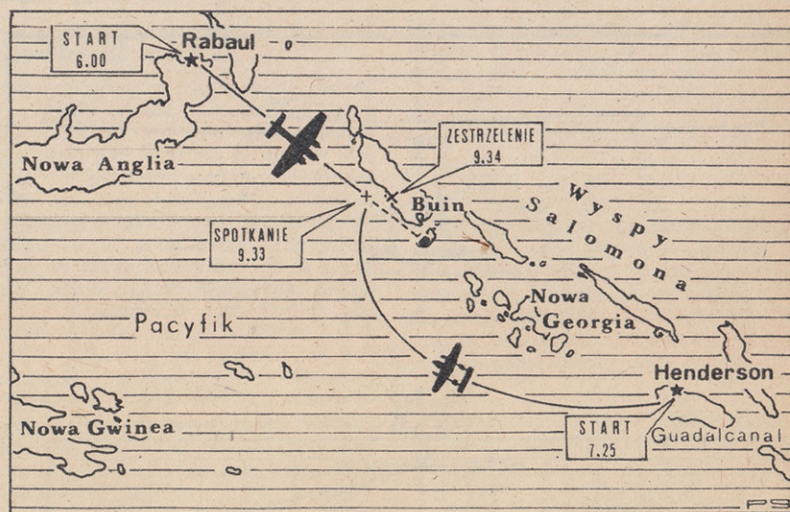 START
6.00
Rabaul
Nowa Anglia
ZESTRZELENIE
9.34
Buin
Wyspy
Salomona
SPOTKANIE
9.33
Nowa
Georgia
Pacyfik
Henderson
START
7.25
Guadalcanal
Nowa Gwinea
PS